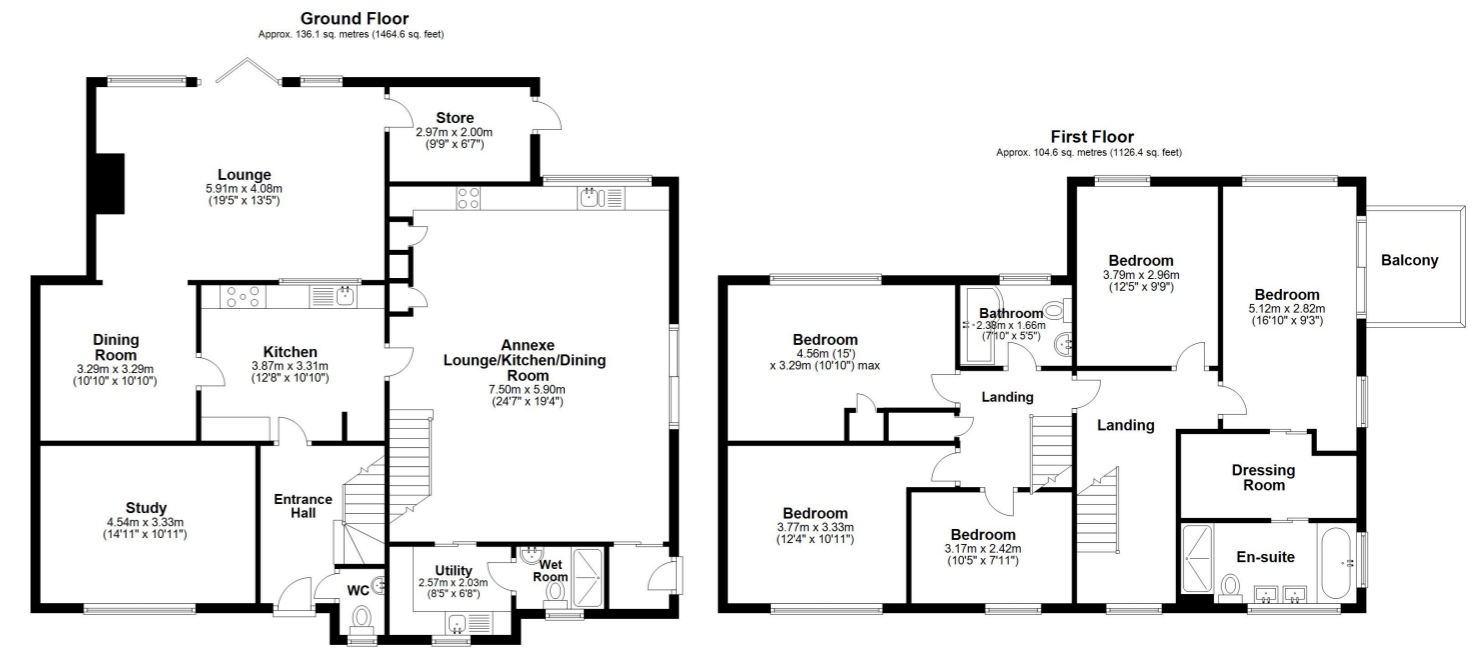 Ground Floor
Approx. 136.1 sq. metres (1464.6 sq. feet)
Store
2.97m x 2.00m
(9'9" x 6'7")
Lounge
5.91m x 4.08m
(19'5" x 13'5")
Dining
Room
3.29m x 3.29m
(10'10" x 10'10")
Kitchen
3.87m x 3.31m
(12'8" x 10'10")
Annexe
Lounge/Kitchen/Dining
Room
7.50m x 5.90m
(24'7" x 19'4")
Study
4.54m x 3.33m
(14'11" x 10'11")
Entrance
Hall
WC
Utility
2.57m x 2.03m
(8'5" x 6'8")
Wet
Room
First Floor
Approx. 104.6 sq. metres (1126.4 sq. feet)
Bedroom
3.79m x 2.96m
(12'5" x 9'9")
Bedroom
5.12m x 2.82m
(16'10" x 9'3")
Balcony
Bedroom
4.56m (15')
x 3.29m (10'10") max
Bathroom
2.38m x 1.66m
(7'10" x 5'5")
Landing
Landing
Dressing
Room
Bedroom
3.77m x 3.33m
(12'4" x 10'11")
Bedroom
3.17m x 2.42m
(10'5" x 7'11")
En-suite